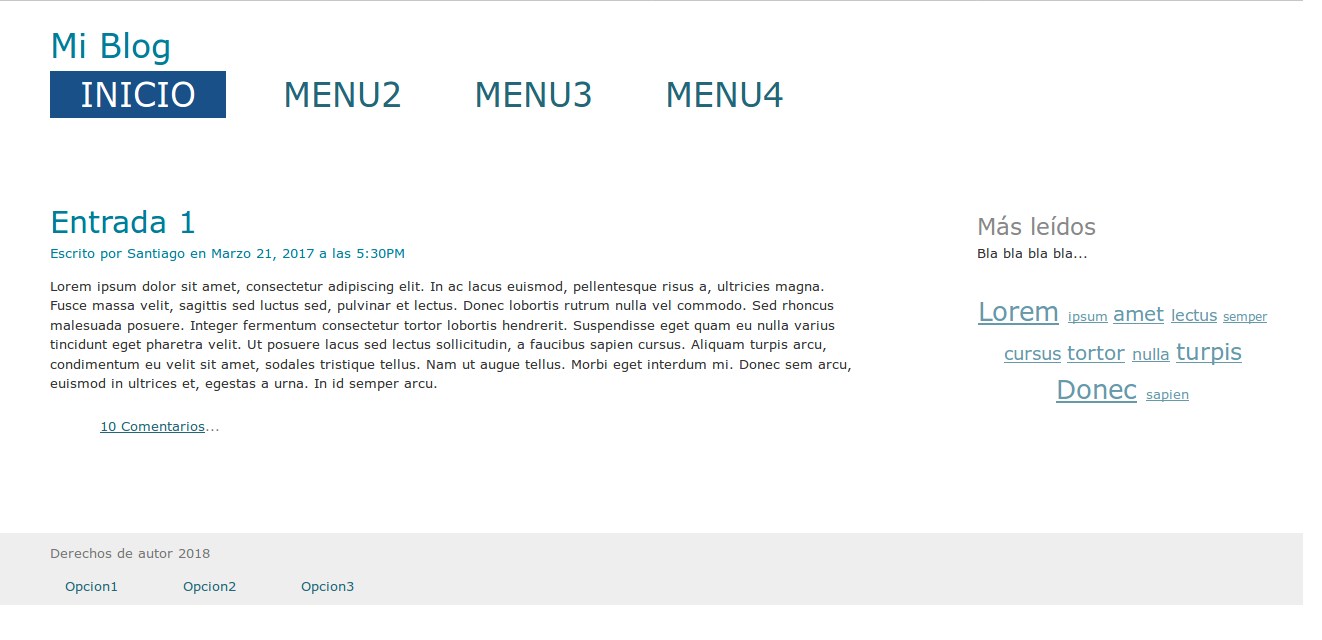 Mi Blog
INICIO MENU2 MENU3 MENU4
Entrada 1
Escrito por Santiago en Marzo 21, 2017 a las 5:30PM
Lorem ipsum dolor sit amet, consectetur adipiscing elit. In ac lacus euismod, pellentesque risus a, ultricies magna.
Fusce massa velit, sagittis sed luctus sed, pulvinar et lectus. Donec lobortis rutrum nulla vel commodo. Sed rhoncus
malesuada posuere. Integer fermentum consectetur tortor lobortis hendrerit. Suspendisse eget quam eu nulla varius
tincidunt eget pharetra velit. Ut posuere lacus sed lectus sollicitudin, a faucibus sapien cursus. Aliquam turpis arcu,
condimentum eu velit sit amet, sodales tristique tellus. Nam ut augue tellus. Morbi eget interdum mi. Donec sem arcu,
euismod in ultrices et, egestas a urna. In id semper arcu.
10 Comentarios...
Más leídos
Bla bla bla bla...
Lorem ipsum amet lectus semper
cursus tortor nulla turpis
Donec sapien
Derechos de autor 2018
Opcion1 Opcion2 Opcion3